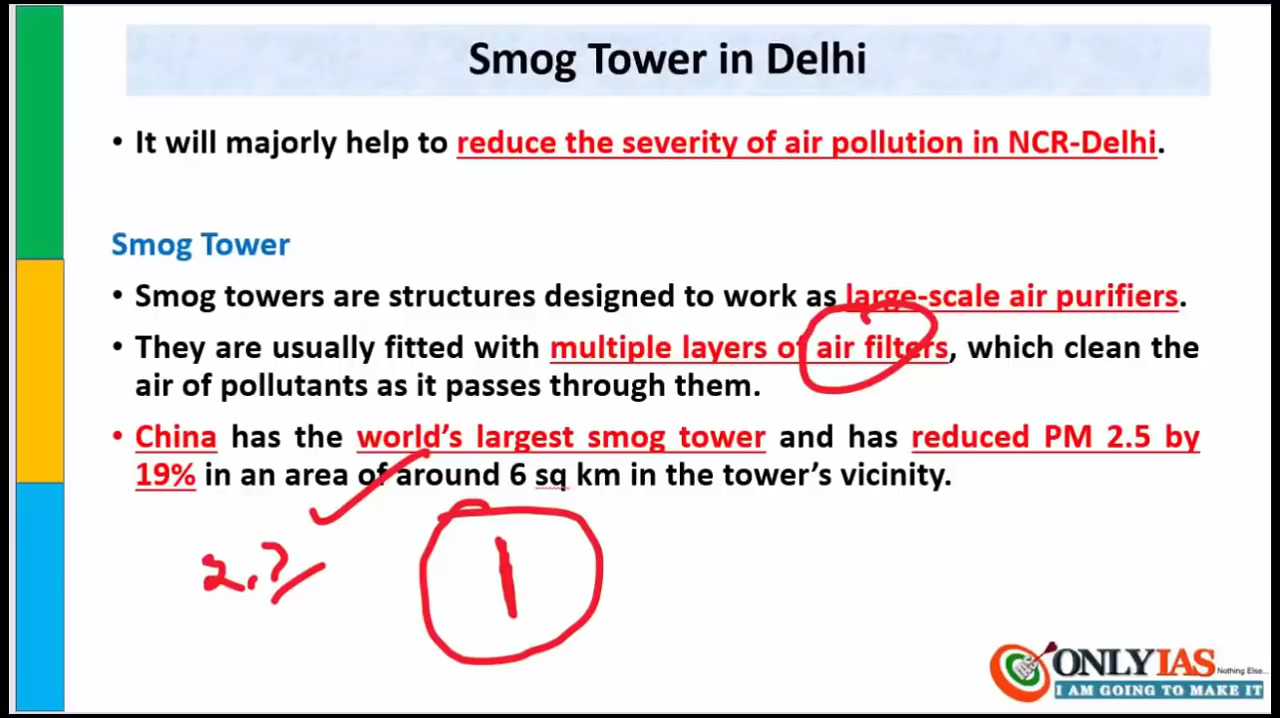 Smog Tower in Delhi
• It will majorly help to reduce the severity of air pollution in NCR-Delhi.
Smog Tower
• Smog towers are structures designed to work as large-scale air purifiers.
• They are usually fitted with multiple layers of air filters, which clean the
air of pollutants as it passes through them.
• China has the world's largest smog tower and has reduced PM 2.5 by
19% in an area of around 6 sq km in the tower's vicinity.
1
ONLYIAS
Nothing Else...
I AM GOING TO MAKE IT